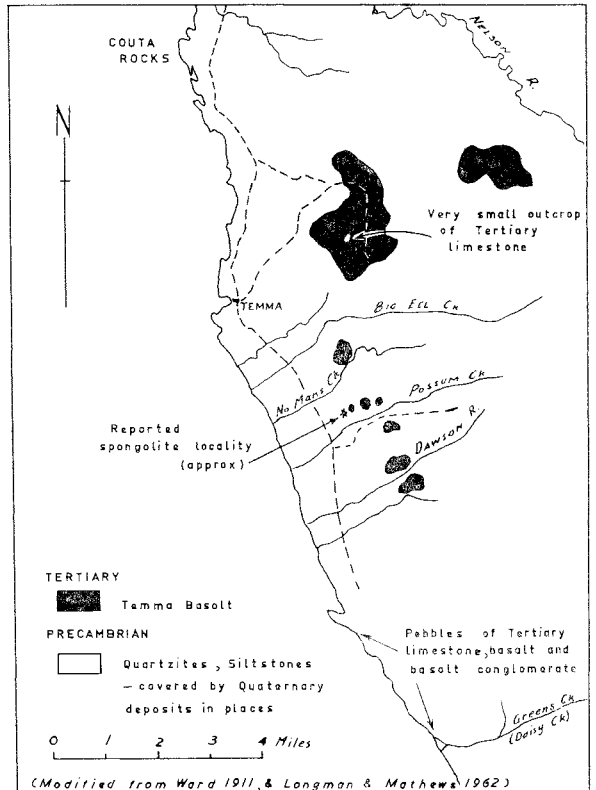 COUTA
ROCKS
NELSON
R.
N
Very small outcrop
of Tertiary
limestone
TEMMA
BIG EEL CK
No Mans Ck
POSSUM CK
DAWSON R.
Reported
spongolite locality
(approx)
TERTIARY
Temma Basalt
PRECAMBRIAN
Quartzites, Siltstones
— covered by Quaternary
deposits in places
Pebbles of Tertiary
limestone, basalt and
basalt conglomerate
Greens Ck
(Daisy Ck)
0 1 2 3 4 Miles
(Modified from Ward 1911, & Longman & Mathews 1962)